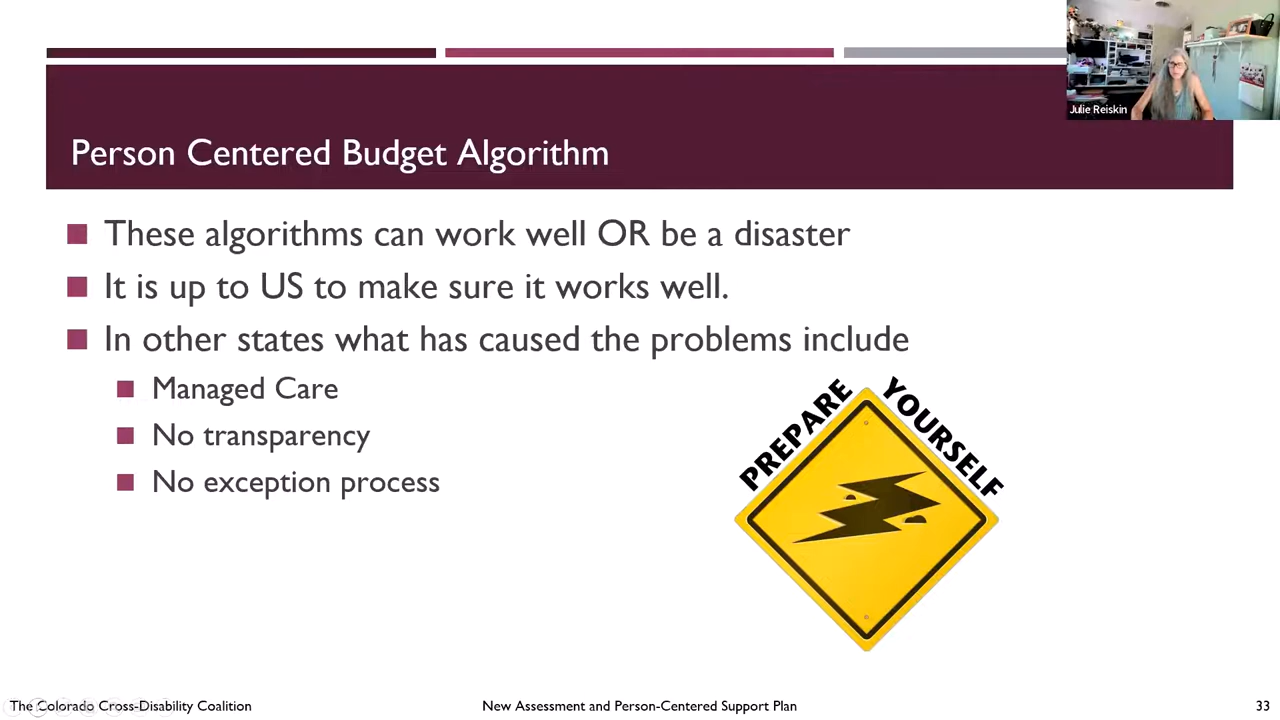 Julie Reiskin
Person Centered Budget Algorithm
These algorithms can work well OR be a disaster
It is up to US to make sure it works well.
In other states what has caused the problems include
Managed Care
No transparency
No exception process
PREPARE YOURSELF
The Colorado Cross-Disability Coalition
New Assessment and Person-Centered Support Plan
33